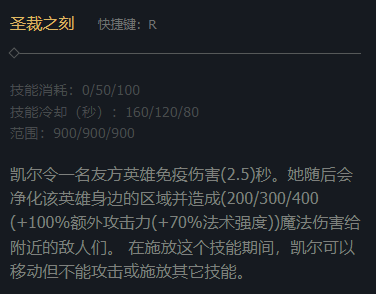 圣裁之刻 快捷键：R
技能消耗：0/50/100
技能冷却（秒）：160/120/80
范围：900/900/900
凯尔令一名友方英雄免疫伤害(2.5)秒。她随后会
净化该英雄身边的区域并造成(200/300/400
(+100%额外攻击力(+70%法术强度))魔法伤害给
附近的敌人们。 在施放这个技能期间，凯尔可以
移动但不能攻击或施放其它技能。